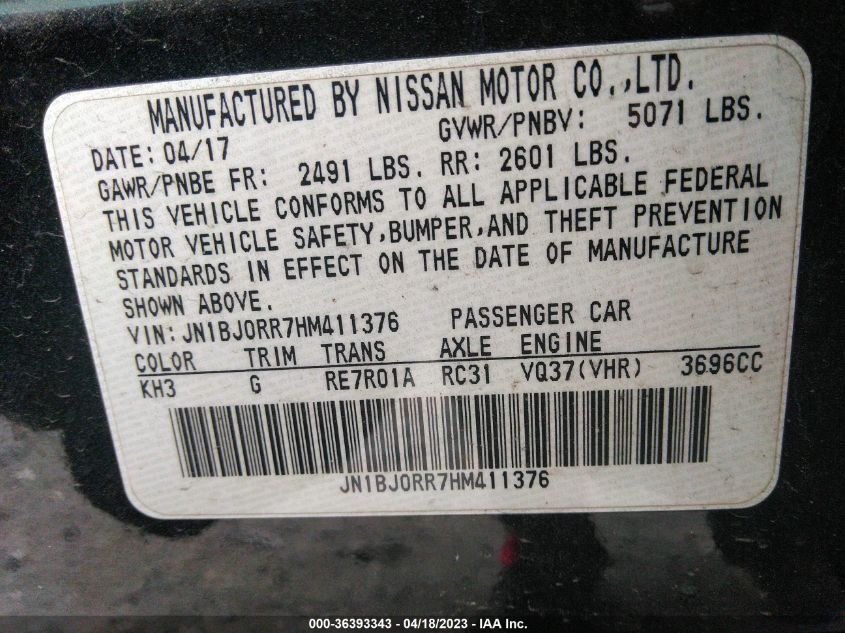 MANUFACTURED BY NISSAN MOTOR CO.,LTD.
DATE: 04/17 GVWR/PNBV: 5071 LBS.
GAWR/PNBE FR: 2491 LBS. RR: 2601 LBS.
THIS VEHICLE CONFORMS TO ALL APPLICABLE FEDERAL
MOTOR VEHICLE SAFETY,BUMPER,AND THEFT PREVENTION
STANDARDS IN EFFECT ON THE DATE OF MANUFACTURE
SHOWN ABOVE.
VIN:JN1BJ0RR7HM411376 PASSENGER CAR
COLOR TRIM TRANS AXLE ENGINE
KH3 G RE7R01A RC31 VQ37(VHR) 3696CC
JN1BJ0RR7HM411376
000-36393343 - 04/18/2023 - IAA Inc.